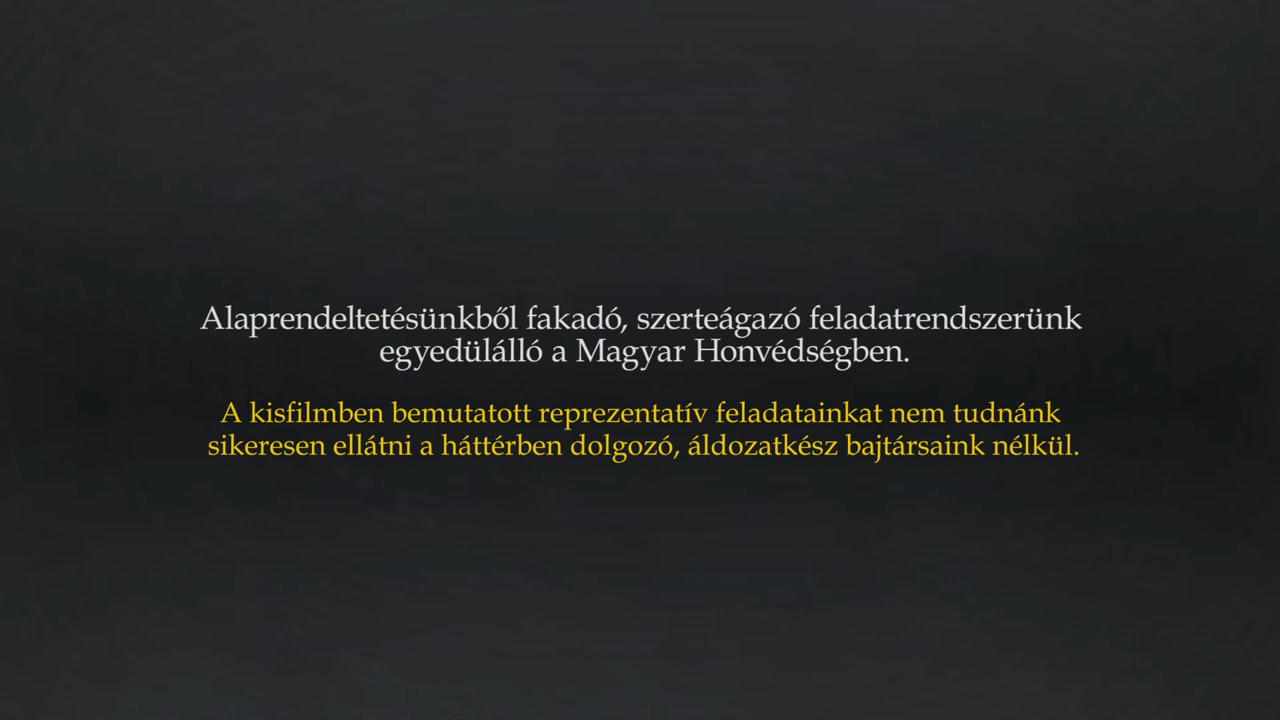 Alaprendeltetésünkből fakadó, szerteágazó feladatrendszerünk
egyedülálló a Magyar Honvédségben.
A kisfilmben bemutatott reprezentatív feladatainkat nem tudnánk
sikeresen ellátni a háttérben dolgozó, áldozatkész bajtársaink nélkül.